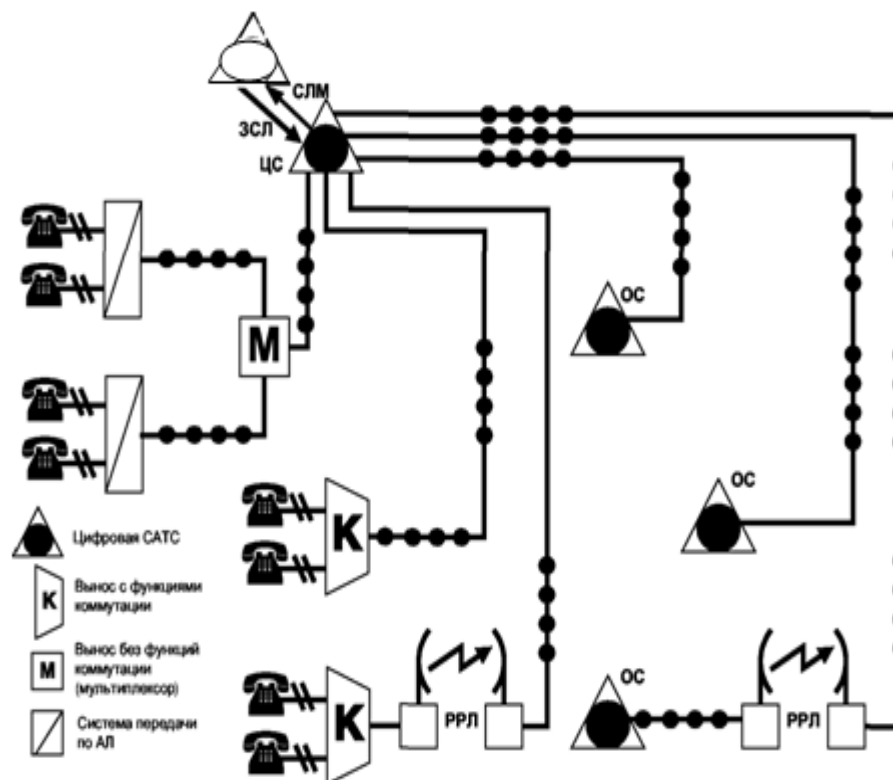 СЛМ
ЗСЛ
ЦС
ОС
М
ОС
К
Цифровая САТС
К
Вынос с функциями
коммутации
М
Вынос без функций
коммутации
(мультиплексор)
Система передачи
по АЛ
К
РРЛ
ОС
РРЛ